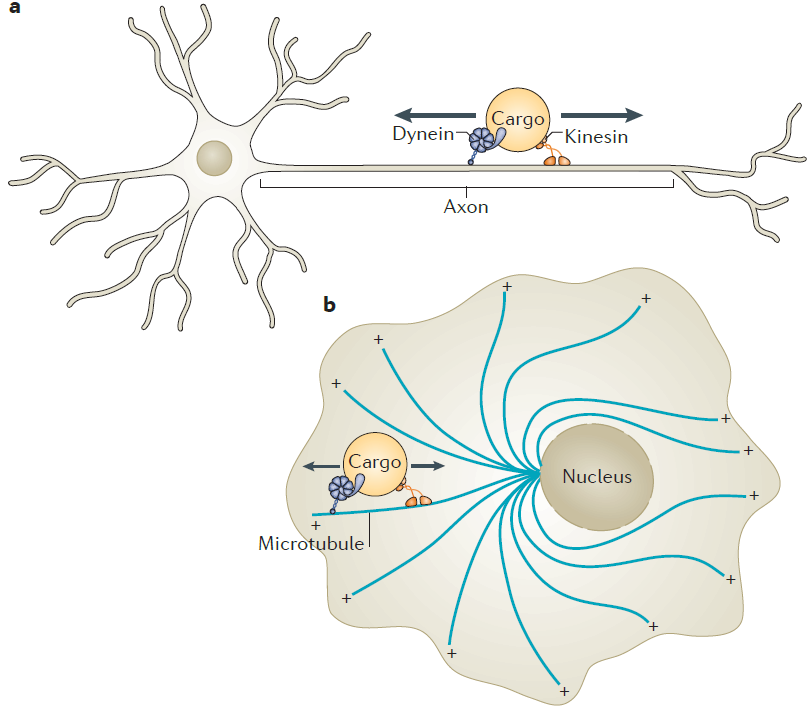 a
Cargo
Dynein
Kinesin
Axon
b
+
+
+
+
+
+
Cargo
Nucleus
+
+
Microtubule
+
+
+
+
+